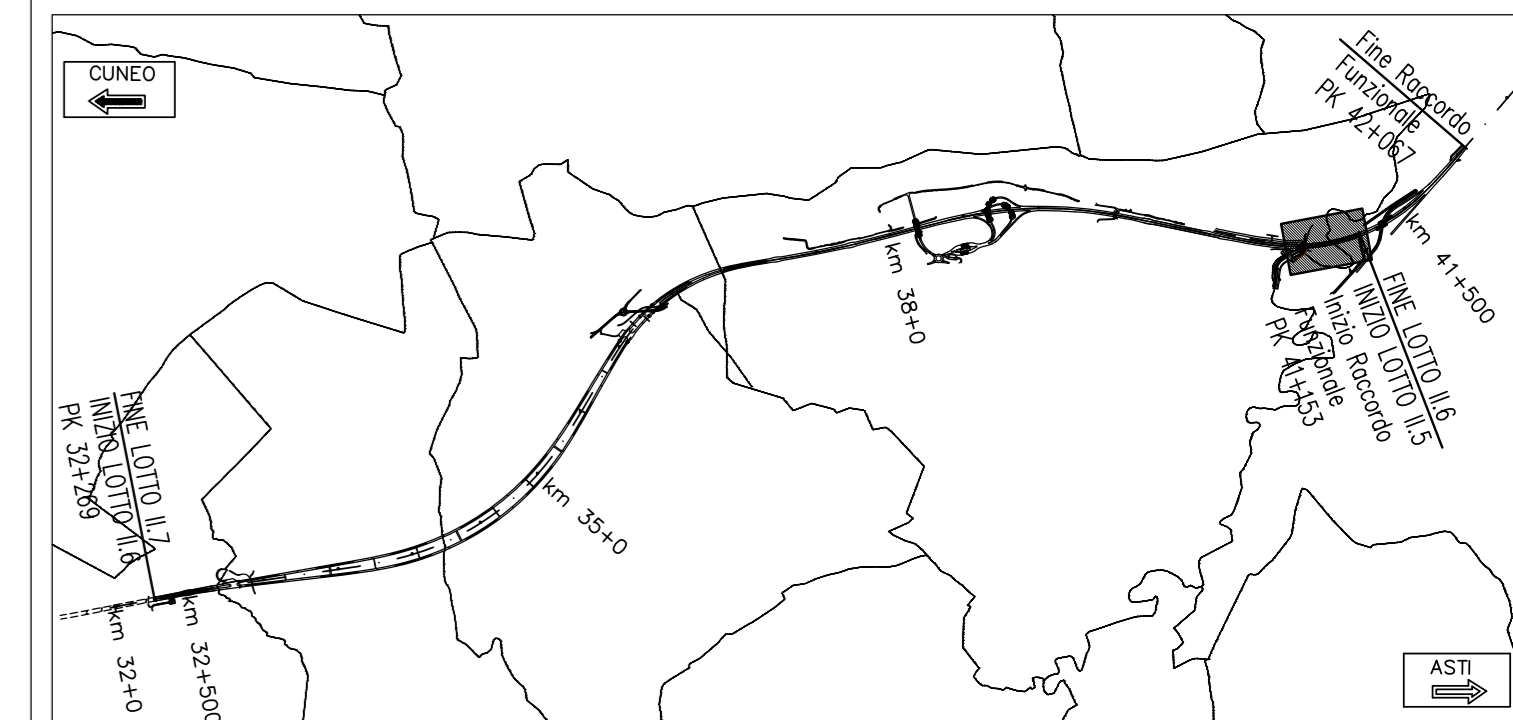 CUNEO
Fine Raccordo
Funzionale
PK 42+067
km 41+500
FINE LOTTO II.6
INIZIO LOTTO II.5
Inizio Raccordo
Funzionale
PK 41+153
km 38+0
km 35+0
FINE LOTTO II.7
INIZIO LOTTO II.6
PK 32+269
km 32+0
km 32+500
ASTI